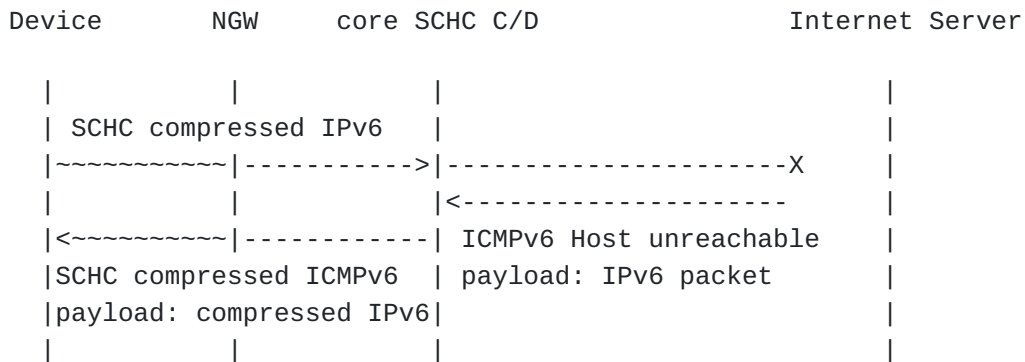 Device        NGW     core SCHC C/D                Internet Server
  |           |            |                           |
  | SCHC compressed IPv6   |                           |
  |~~~~~~~~~~~|----------->|---------------------X     |
  |           |            |<---------------------     |
  |<~~~~~~~~~~|------------| ICMPv6 Host unreachable    |
  |SCHC compressed ICMPv6  | payload: IPv6 packet       |
  |payload: compressed IPv6|                           |
  |           |            |                           |